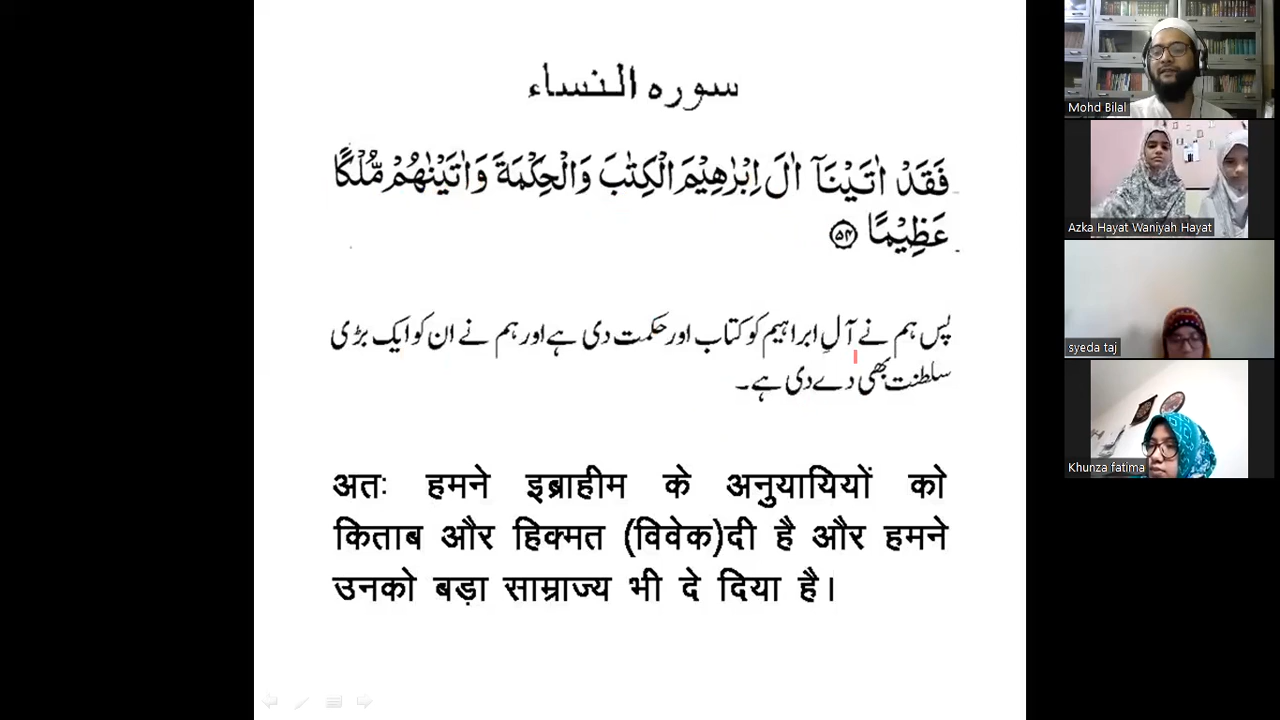 سورہ النساء
فَقَدْ اٰتَيْنَآ اٰلَ اِبْرٰهِيْمَ الْكِتٰبَ وَالْحِكْمَةَ وَاٰتَيْنٰهُمْ مُّلْكًا
عَظِيْمًا ۝۵۴
پس ہم نے آلِ ابراہیم کو کتاب اور حکمت دی ہے اور ہم نے ان کو ایک بڑی
سلطنت بھی دے دی ہے۔
अतः हमने इब्राहीम के अनुयायियों को
किताब और हिक्मत (विवेक)दी है और हमने
उनको बड़ा साम्राज्य भी दे दिया है।
Mohd Bilal
Azka Hayat Waniyah Hayat
syeda taj
Khunza fatima